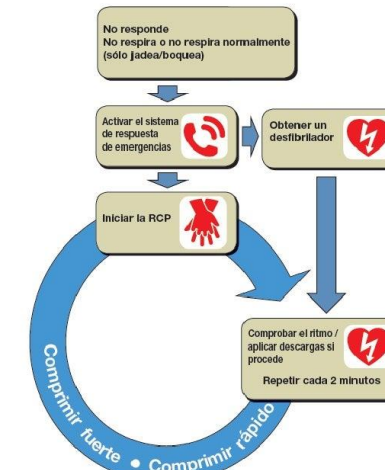 No responde
No respira o no respira normalmente
(sólo jadea/boquea)
Activar el sistema
de respuesta
de emergencias
Obtener un
desfibrilador
Iniciar la RCP
Comprobar el ritmo /
aplicar descargas si
procede
Repetir cada 2 minutos
Comprimir fuerte • Comprimir rápido